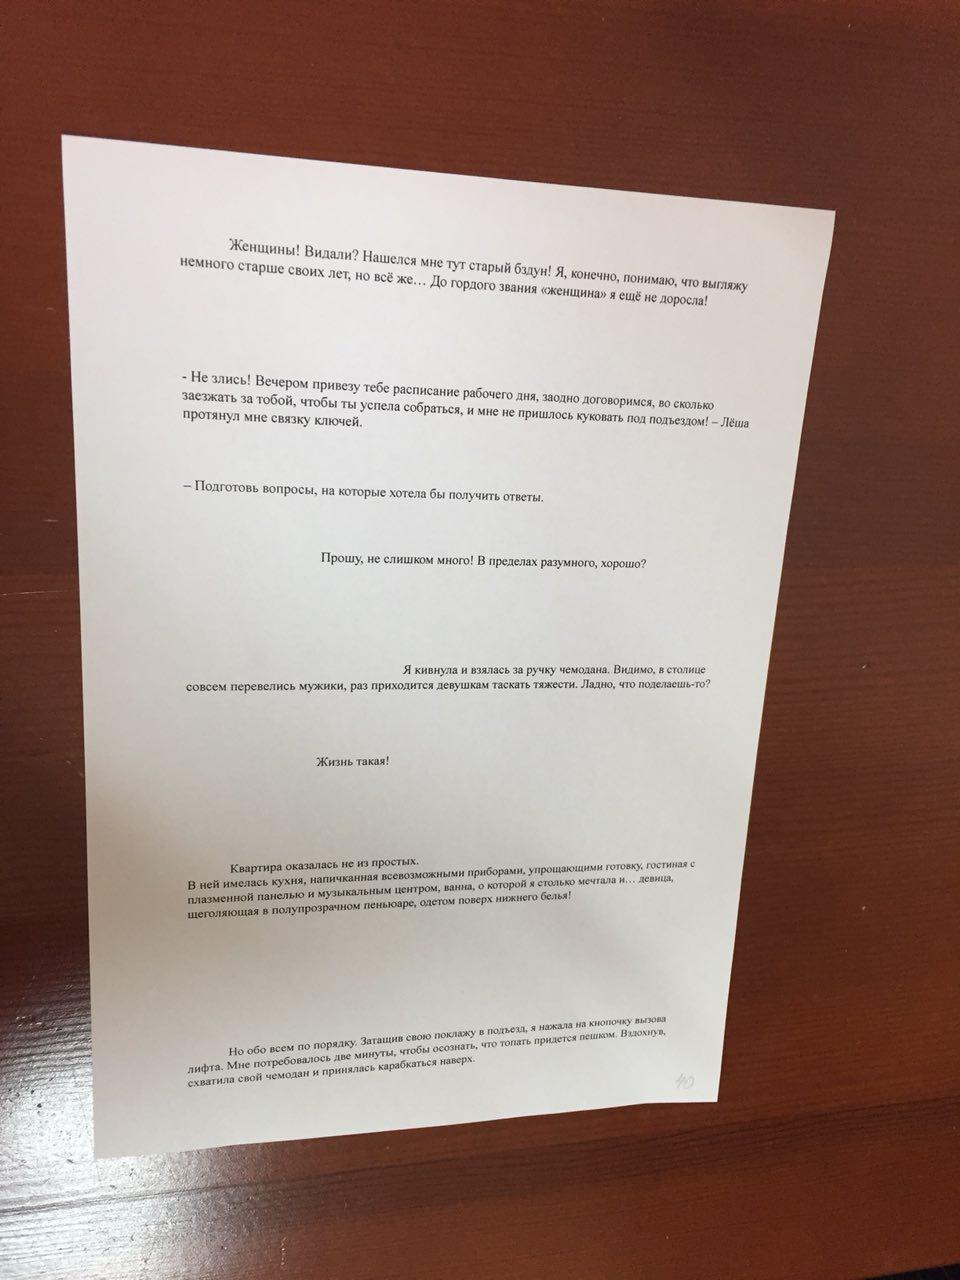 Женщины! Видали? Нашелся мне тут старый бздун! Я, конечно, понимаю, что выгляжу
немного старше своих лет, но всё же… До гордого звания «женщина» я ещё не доросла!
- Не злись! Вечером привезу тебе расписание рабочего дня, заодно договоримся, во сколько
заезжать за тобой, чтобы ты успела собраться, и мне не пришлось куковать под подъездом! – Лёша
протянул мне связку ключей.
– Подготовь вопросы, на которые хотела бы получить ответы.
Прошу, не слишком много! В пределах разумного, хорошо?
Я кивнула и взялась за ручку чемодана. Видимо, в столице
совсем перевелись мужики, раз приходится девушкам таскать тяжести. Ладно, что поделаешь-то?
Жизнь такая!
Квартира оказалась не из простых.
В ней имелась кухня, напичканная всевозможными приборами, упрощающими готовку, гостиная с
плазменной панелью и музыкальным центром, ванна, о которой я столько мечтала и… девица,
щеголяющая в полупрозрачном пеньюаре, одетом поверх нижнего белья!
Но обо всем по порядку. Затащив свою поклажу в подъезд, я нажала на кнопочку вызова
лифта. Мне потребовалось две минуты, чтобы осознать, что топать придется пешком. Вздохнув,
схватила свой чемодан и принялась карабкаться наверх.
40